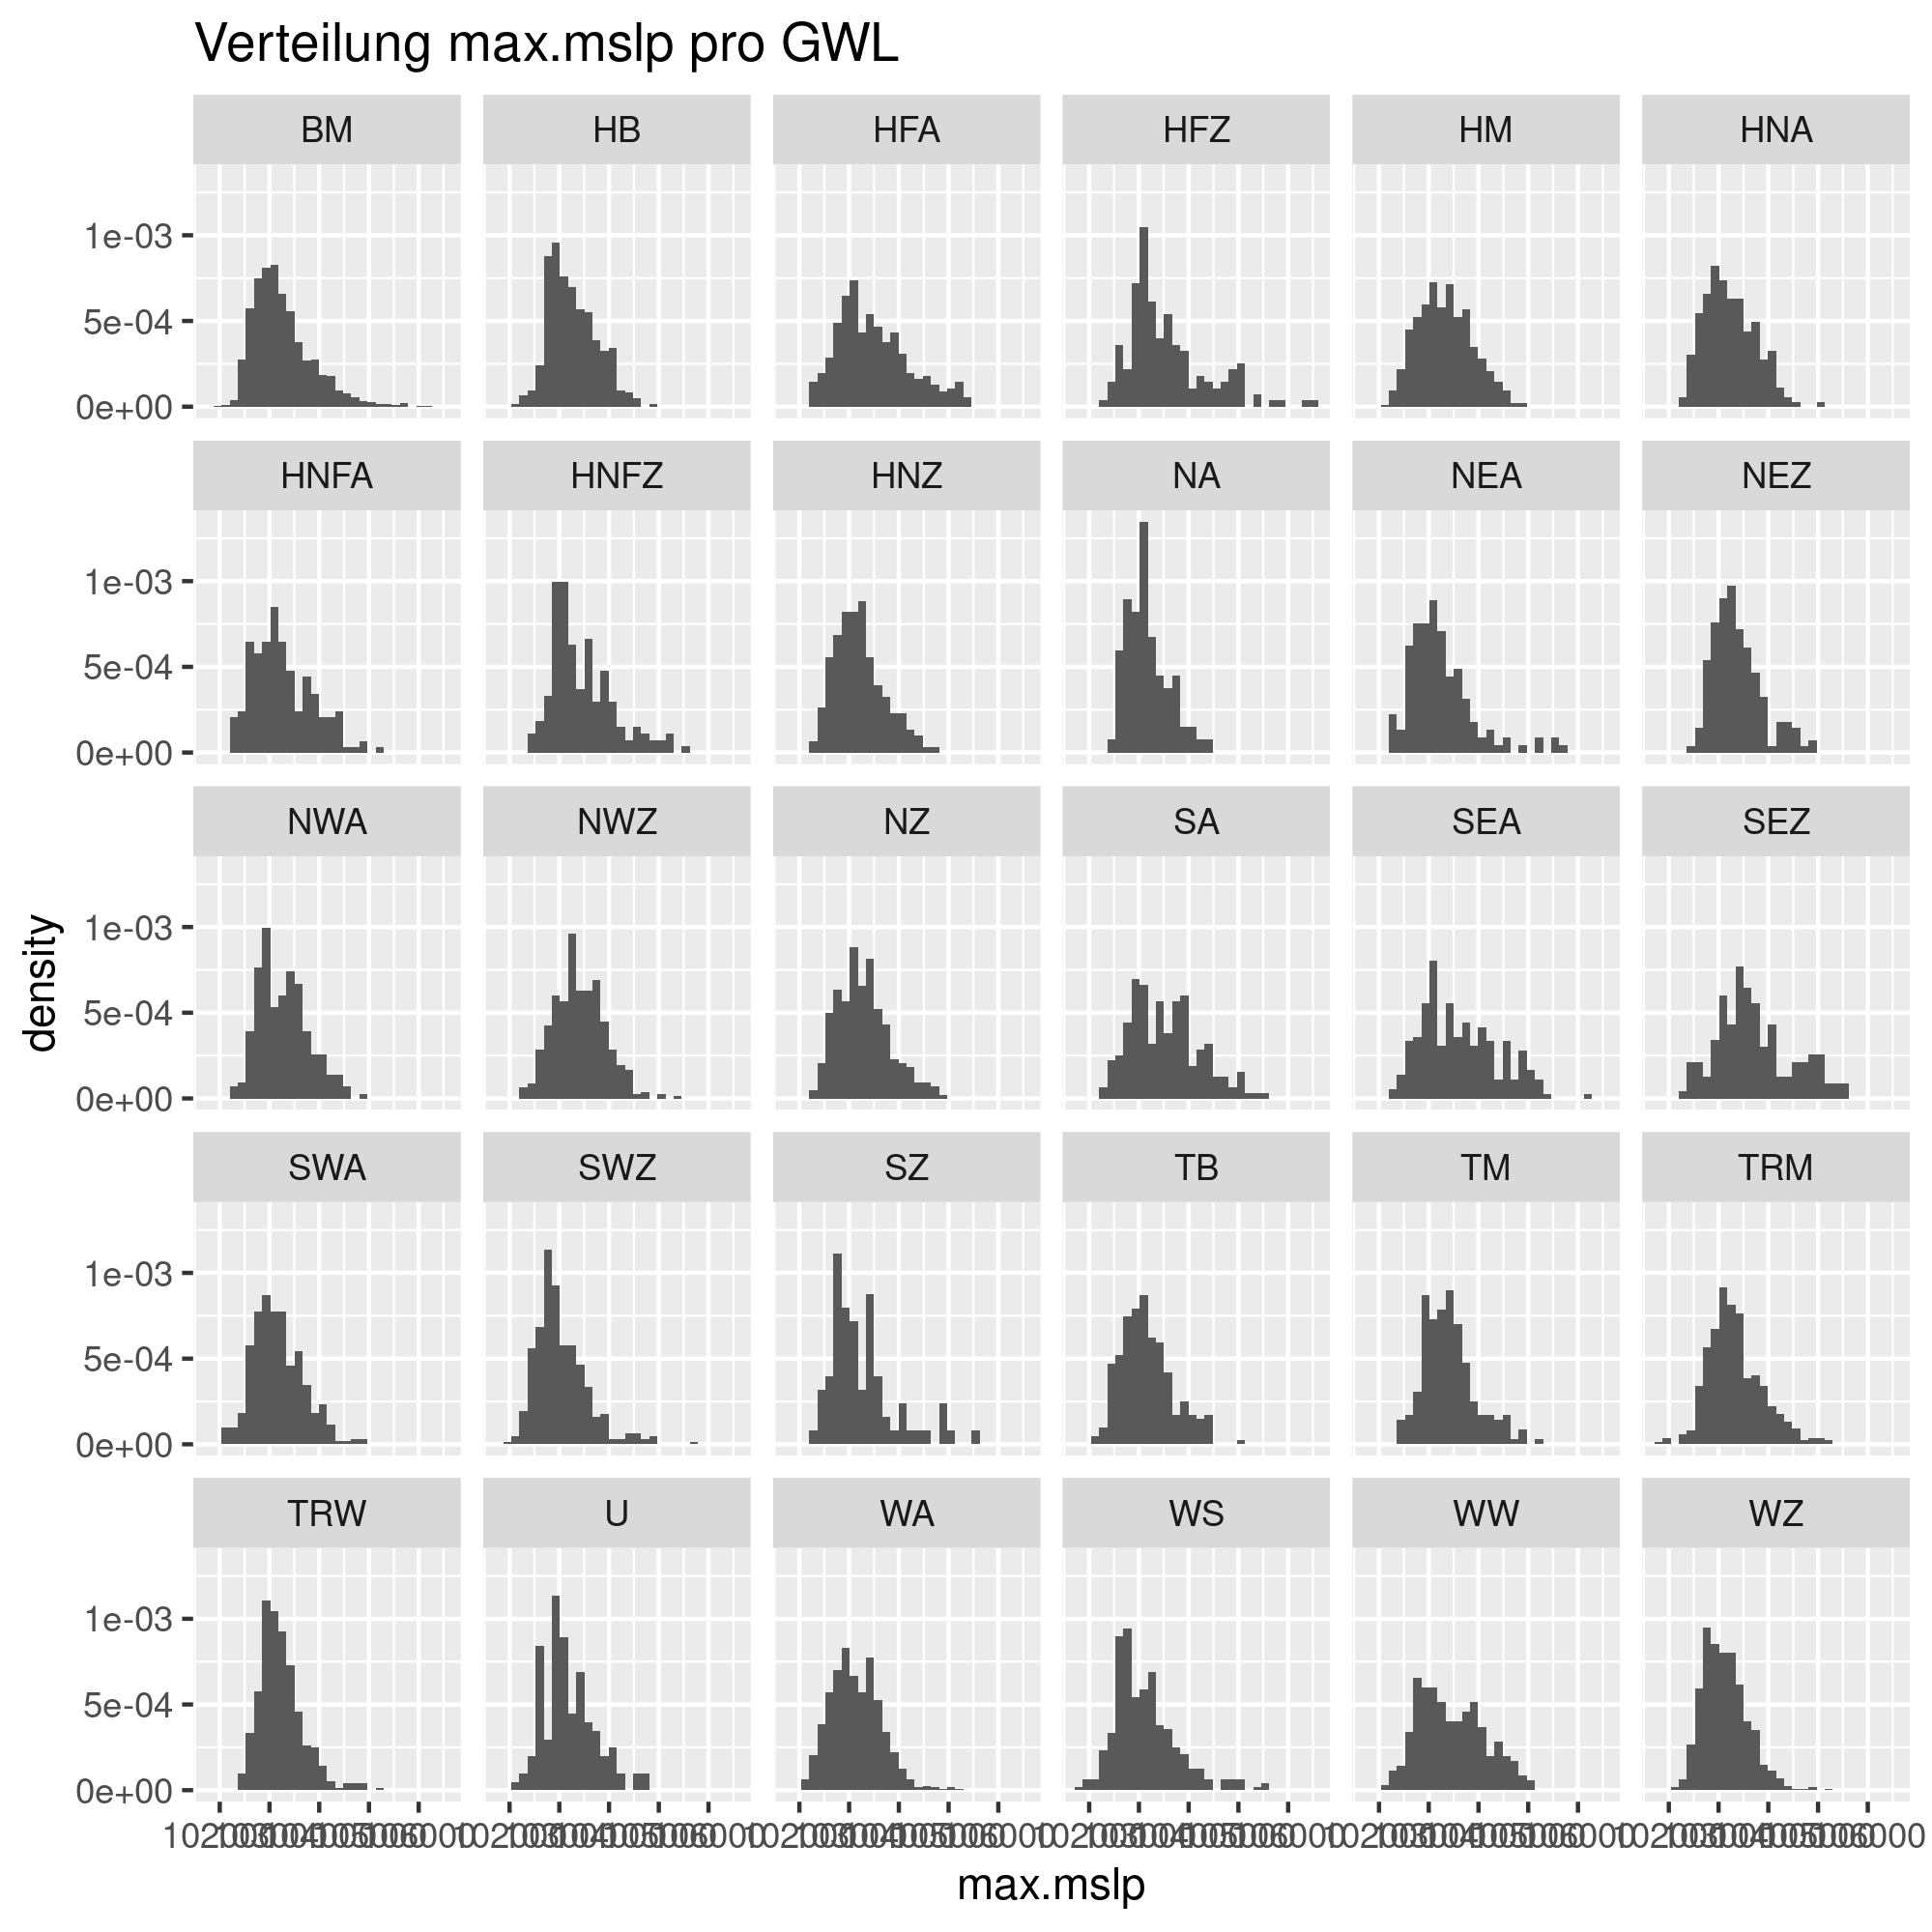 Verteilung max.mslp pro GWL
BM HB HFA HFZ HM HNA
1e-03
5e-04
0e+00
HNFA HNFZ HNZ NA NEA NEZ
1e-03
5e-04
0e+00
NWA NWZ NZ SA SEA SEZ
1e-03
5e-04
0e+00
density
SWA SWZ SZ TB TM TRM
1e-03
5e-04
0e+00
TRW U WA WS WW WZ
1e-03
5e-04
0e+00
max.mslp